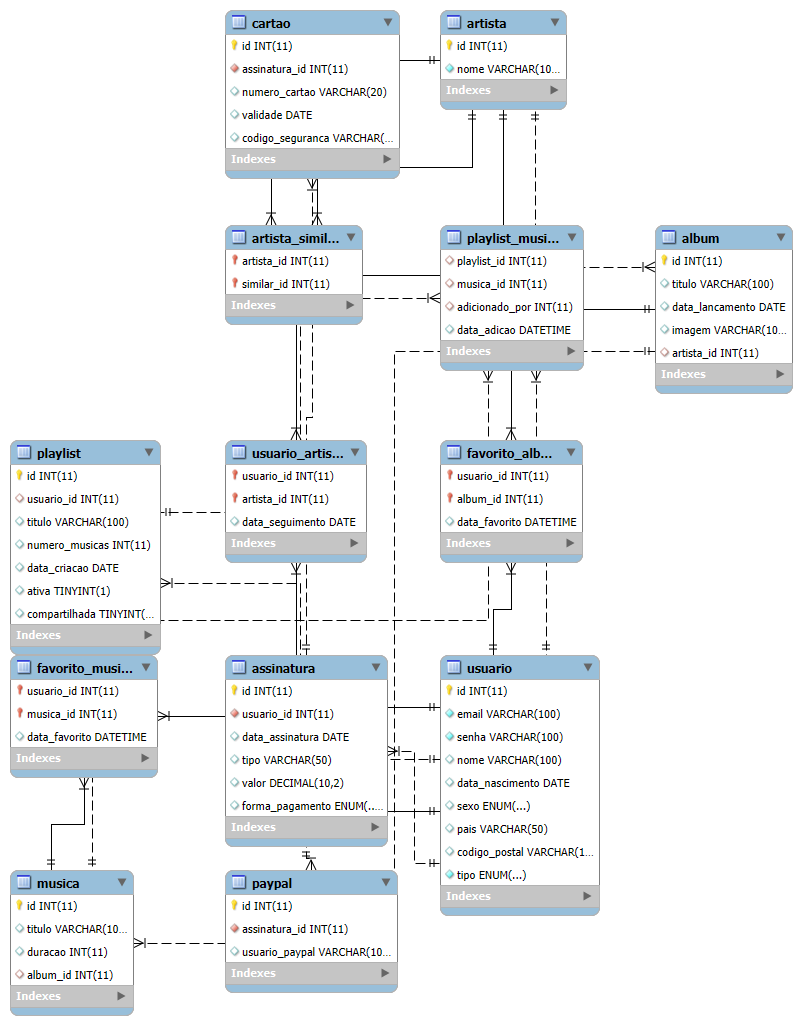 cartao
id INT(11)
assinatura_id INT(11)
numero_cartao VARCHAR(20)
validade DATE
codigo_seguranca VARCHAR(...
Indexes
artista
id INT(11)
nome VARCHAR(10...
Indexes
artista_simil...
artista_id INT(11)
similar_id INT(11)
Indexes
playlist_musi...
playlist_id INT(11)
musica_id INT(11)
adicionado_por INT(11)
data_adicao DATETIME
Indexes
album
id INT(11)
titulo VARCHAR(100)
data_lancamento DATE
imagem VARCHAR(10...
artista_id INT(11)
Indexes
playlist
id INT(11)
usuario_id INT(11)
titulo VARCHAR(100)
numero_musicas INT(11)
data_criacao DATE
ativa TINYINT(1)
compartilhada TINYINT(...
Indexes
usuario_artis...
usuario_id INT(11)
artista_id INT(11)
data_seguimento DATE
Indexes
favorito_alb...
usuario_id INT(11)
album_id INT(11)
data_favorito DATETIME
Indexes
favorito_musi...
usuario_id INT(11)
musica_id INT(11)
data_favorito DATETIME
Indexes
assinatura
id INT(11)
usuario_id INT(11)
data_assinatura DATE
tipo VARCHAR(50)
valor DECIMAL(10,2)
forma_pagamento ENUM(...
Indexes
usuario
id INT(11)
email VARCHAR(100)
senha VARCHAR(100)
nome VARCHAR(100)
data_nascimento DATE
sexo ENUM(...)
pais VARCHAR(50)
codigo_postal VARCHAR(1...
tipo ENUM(...)
Indexes
musica
id INT(11)
titulo VARCHAR(10...
duracao INT(11)
album_id INT(11)
Indexes
paypal
id INT(11)
assinatura_id INT(11)
usuario_paypal VARCHAR(10...
Indexes